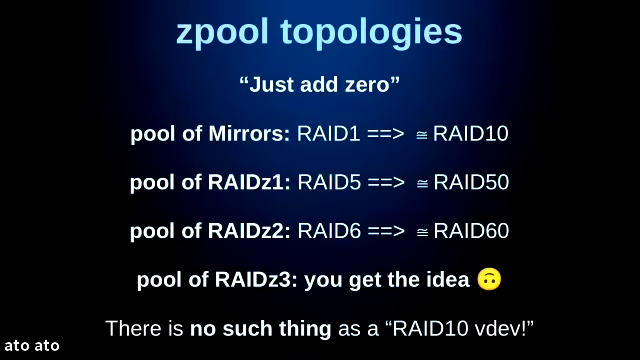 zpool topologies
“Just add zero”
pool of Mirrors: RAID1 ==> ≅ RAID10
pool of RAIDz1: RAID5 ==> ≅ RAID50
pool of RAIDz2: RAID6 ==> ≅ RAID60
pool of RAIDz3: you get the idea 🙃
There is no such thing as a “RAID10 vdev!”
ato ato